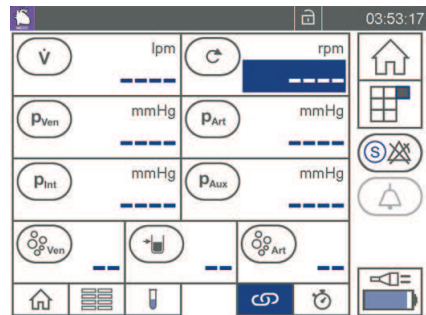 03:53:17
V̇ lpm rpm
---- ----
PVen mmHg PArt mmHg
---- ----
PInt mmHg PAux mmHg
---- ----
Ven Art
-- -- --
S